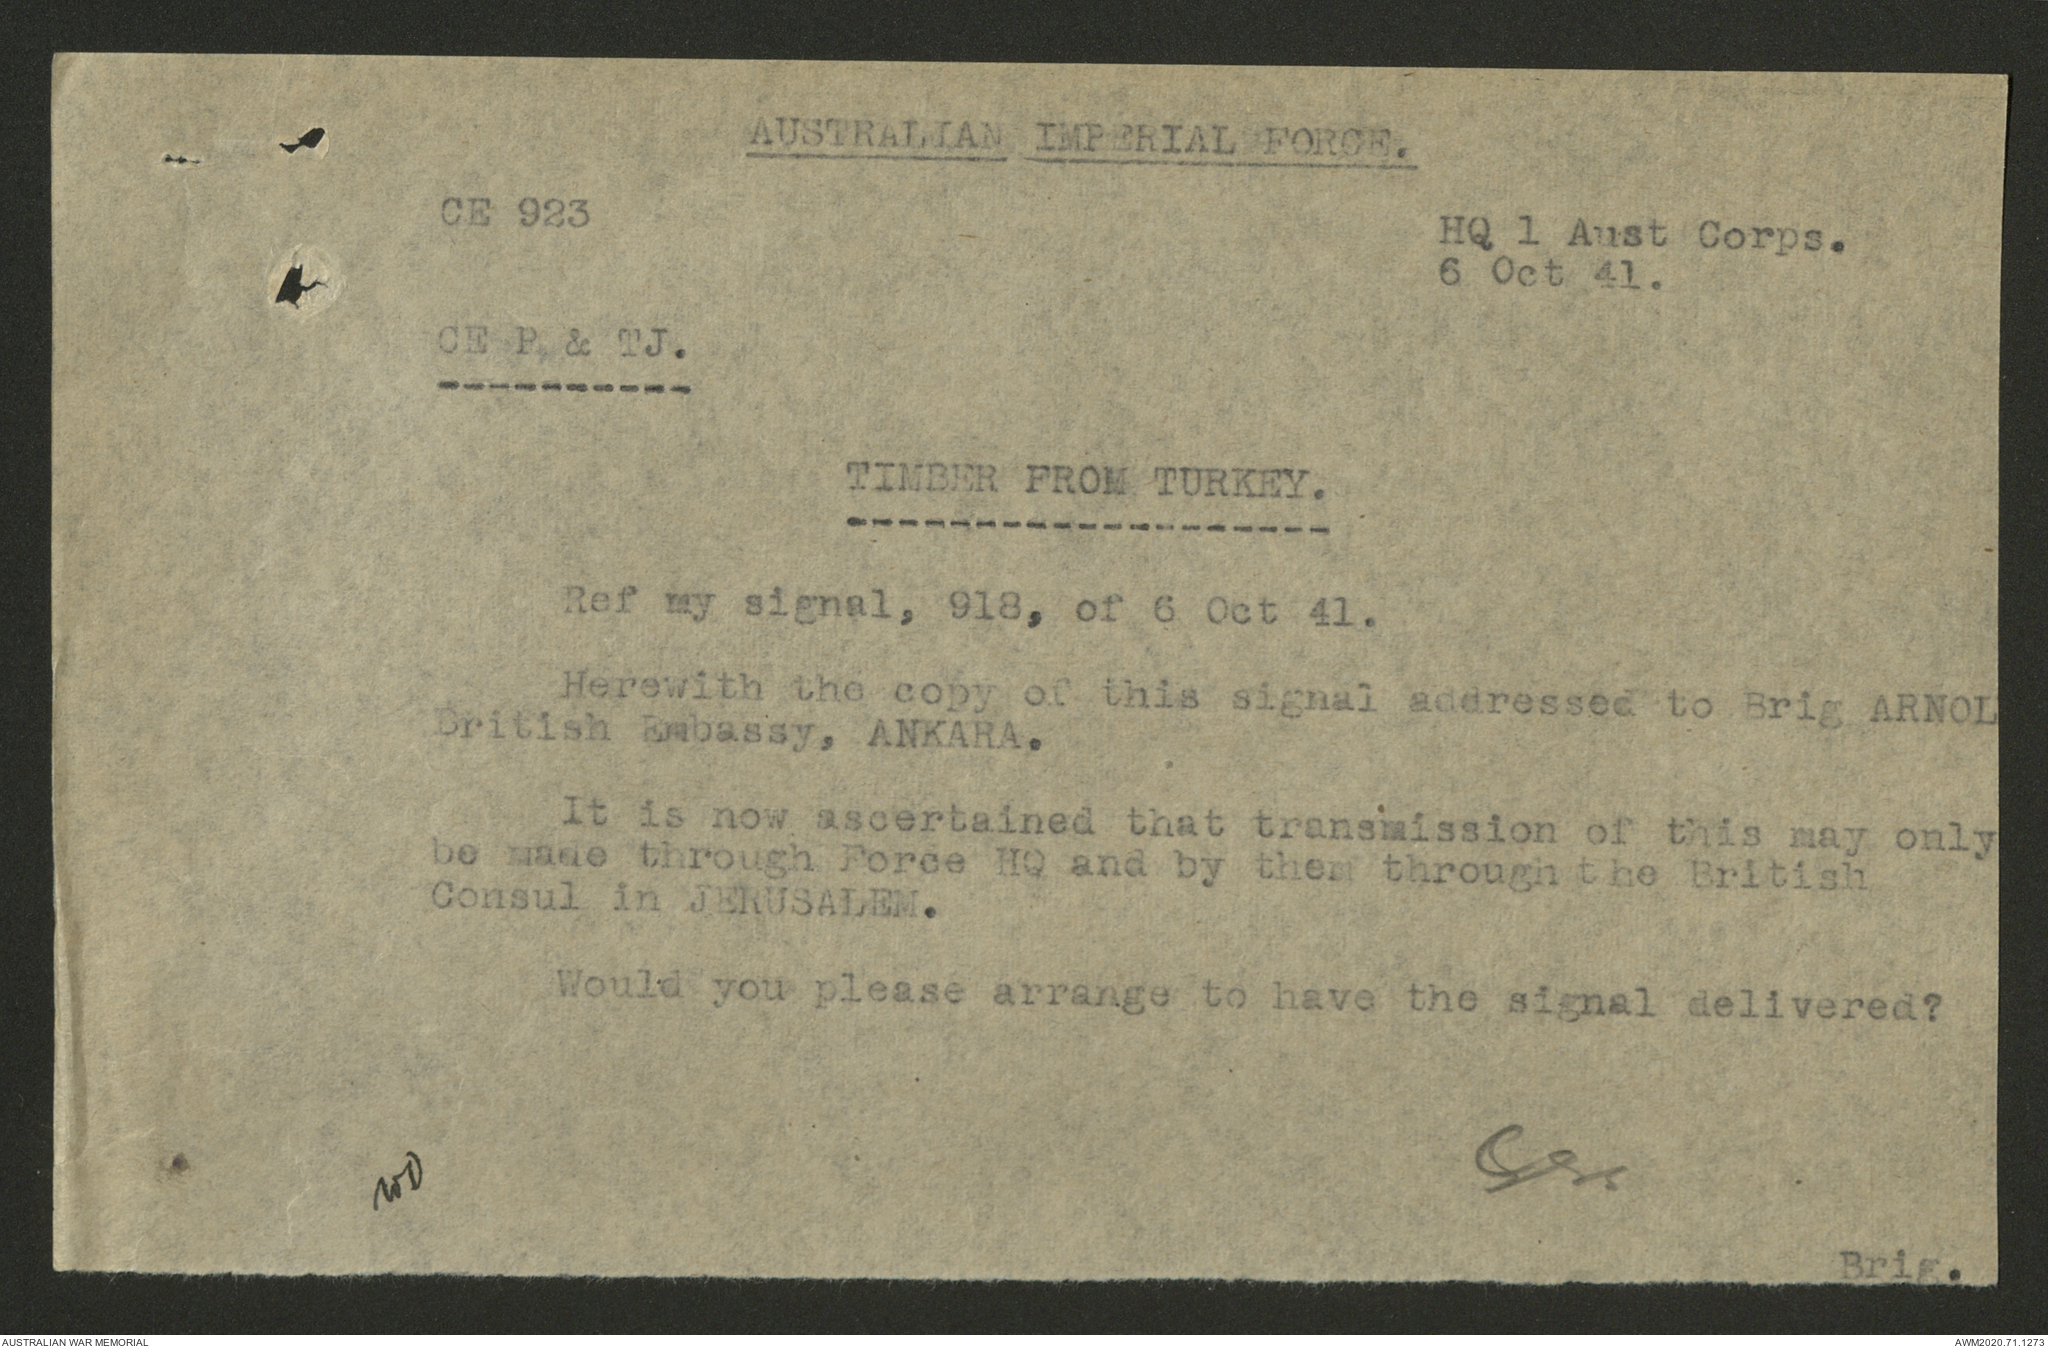 AUSTRALIAN IMPERIAL FORCE.
CE 923
HQ 1 Aust Corps.
6 Oct 41.
CE P & TJ.
TIMBER FROM TURKEY.
Ref my signal, 918, of 6 Oct 41.
Herewith the copy of this signal addressed to Brig ARNOL
British Embassy, ANKARA.
It is now ascertained that transmission of this may only
be made through Force HQ and by them through the British
Consul in JERUSALEM.
Would you please arrange to have the signal delivered?
WD
Brig.
AUSTRALIAN WAR MEMORIAL
AWM2020.71.1273